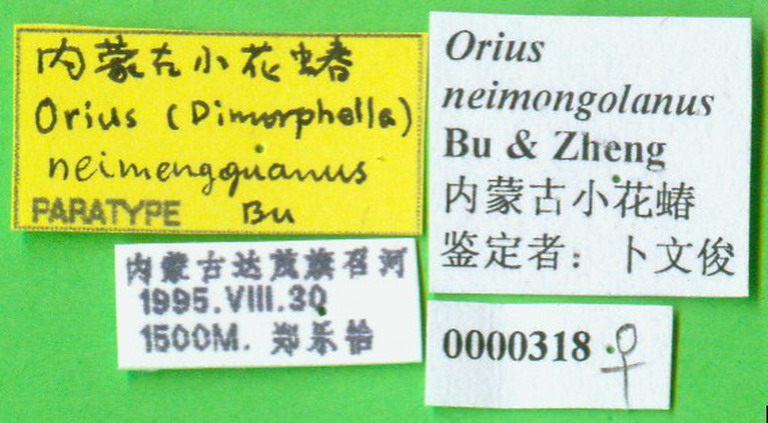 内蒙古小花蝽
Orius (Dimorphella)
neimengguanus
PARATYPE Bu
Orius
neimongolanus
Bu & Zheng
内蒙古小花蝽
鉴定者：卜文俊
内蒙古达茂旗召河
1995.VIII.30
1500M. 郑乐怡
0000318 ♀